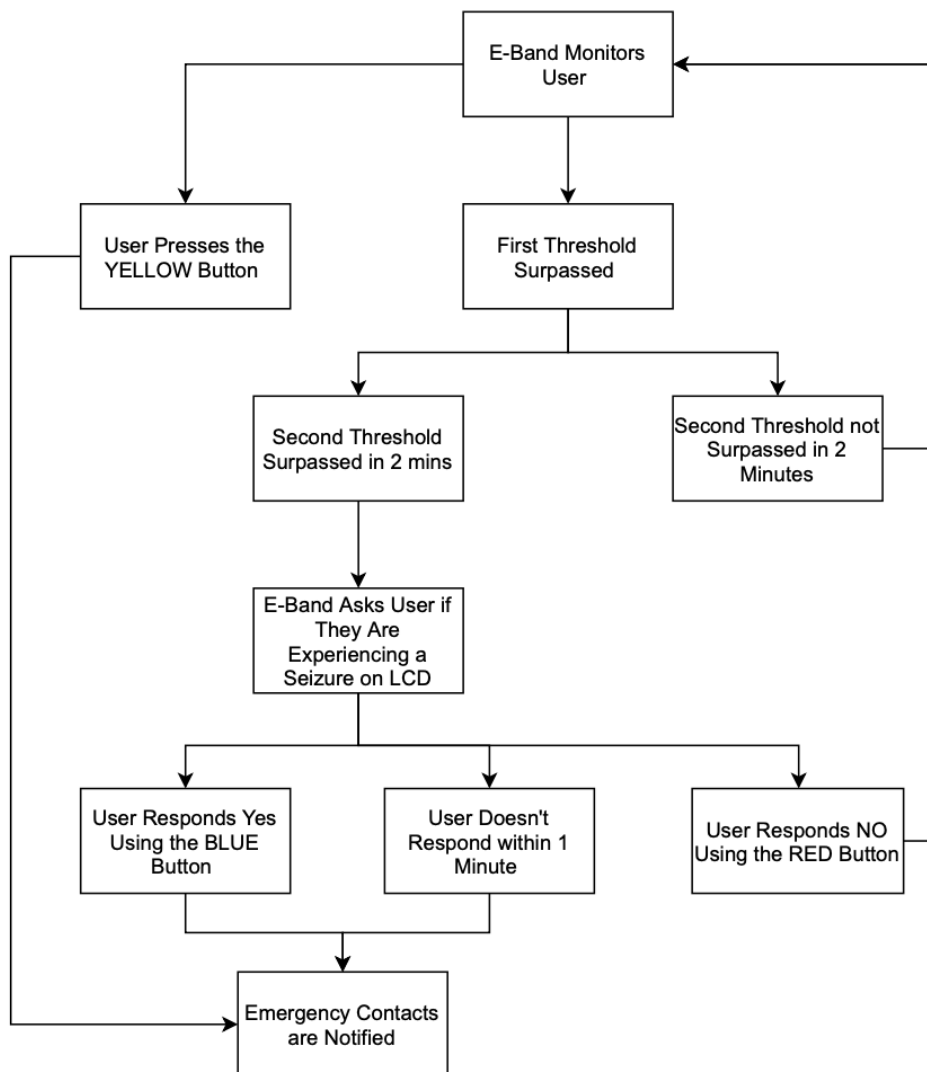 E-Band Monitors
User
User Presses the
YELLOW Button
First Threshold
Surpassed
Second Threshold
Surpassed in 2 mins
Second Threshold not
Surpassed in 2
Minutes
E-Band Asks User if
They Are
Experiencing a
Seizure on LCD
User Responds Yes
Using the BLUE
Button
User Doesn't
Respond within 1
Minute
User Responds NO
Using the RED Button
Emergency Contacts
are Notified